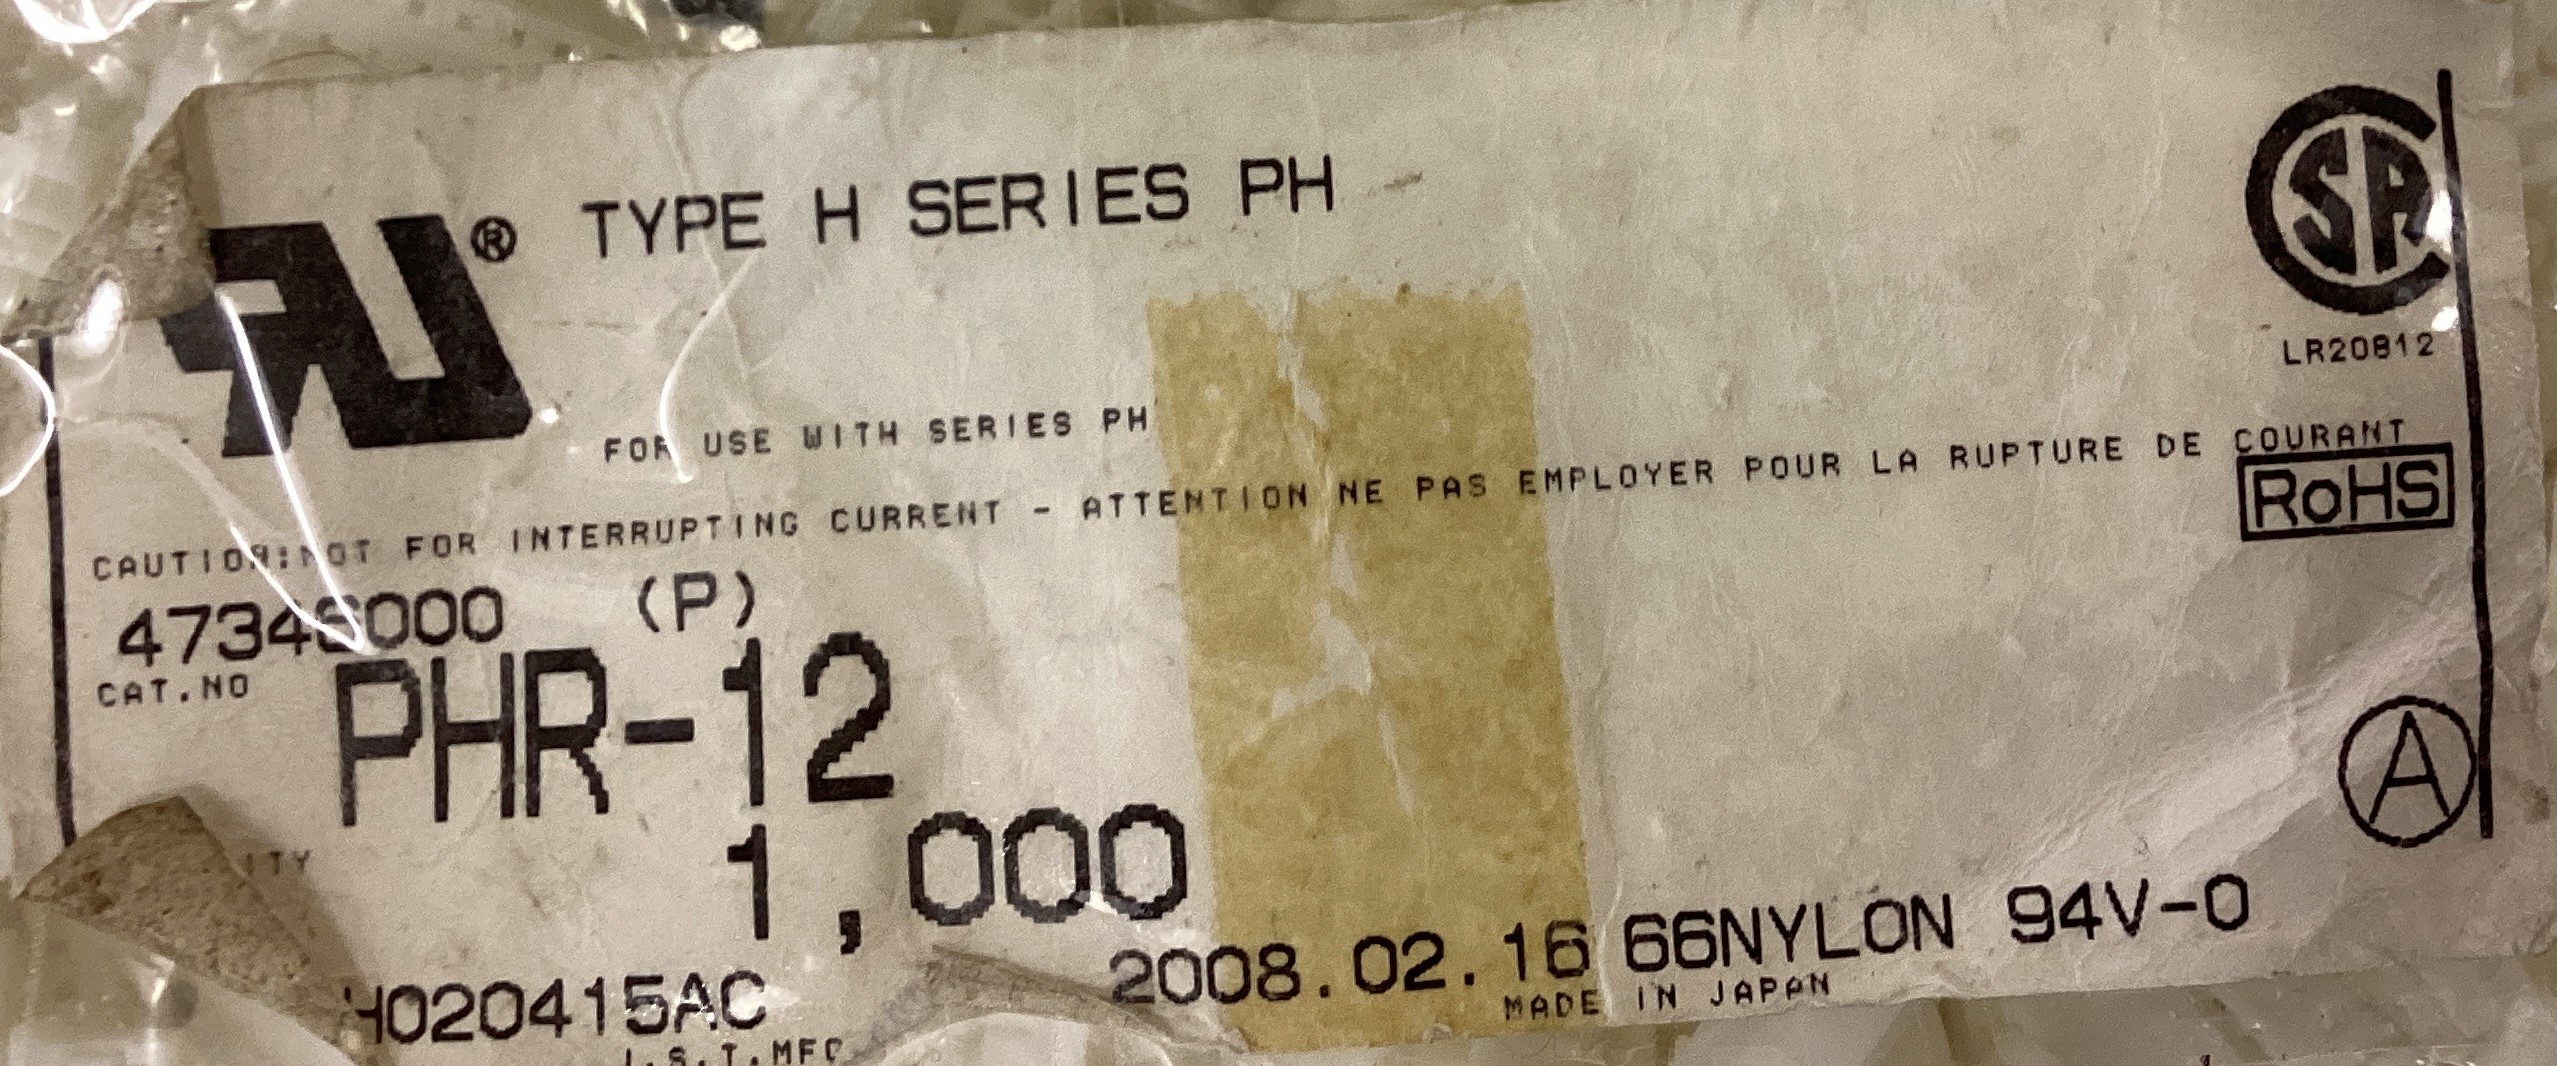 ® TYPE H SERIES PH
CSA
LR20812
FOR USE WITH SERIES PH
CAUTION:NOT FOR INTERRUPTING CURRENT - ATTENTION NE PAS EMPLOYER POUR LA RUPTURE DE COURANT
RoHS
(P)
CAT.NO PHR-12
A
1,000
020415AC
2008.02.16 66NYLON 94V-0
MADE IN JAPAN
J.S.T.MFG